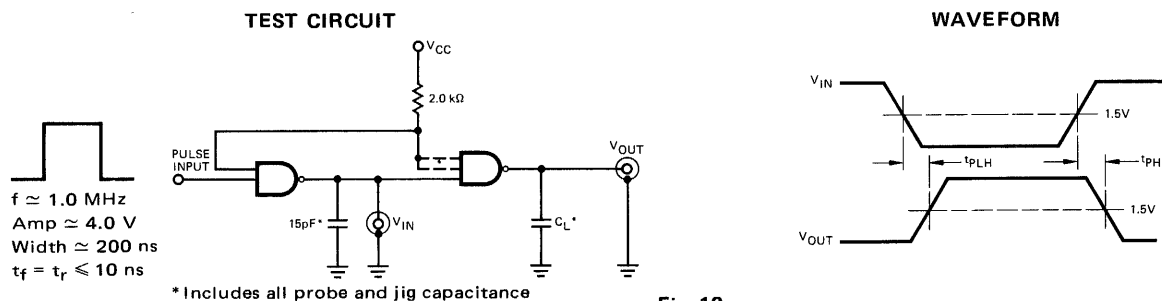 TEST CIRCUIT
WAVEFORM
VCC
2.0 kΩ
PULSE
INPUT
VOUT
15pF*
VIN
CL*
f ≃ 1.0 MHz
Amp ≃ 4.0 V
Width ≃ 200 ns
tf = tr ⩽ 10 ns
*Includes all probe and jig capacitance
VIN
1.5V
tPLH
tPH
1.5V
VOUT